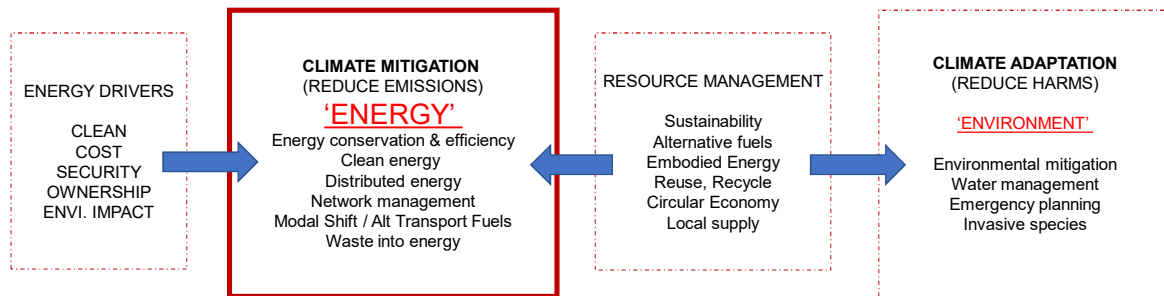 ENERGY DRIVERS
CLEAN
COST
SECURITY
OWNERSHIP
ENVI. IMPACT
CLIMATE MITIGATION
(REDUCE EMISSIONS)
‘ENERGY’
Energy conservation & efficiency
Clean energy
Distributed energy
Network management
Modal Shift / Alt Transport Fuels
Waste into energy
RESOURCE MANAGEMENT
Sustainability
Alternative fuels
Embodied Energy
Reuse, Recycle
Circular Economy
Local supply
CLIMATE ADAPTATION
(REDUCE HARMS)
‘ENVIRONMENT’
Environmental mitigation
Water management
Emergency planning
Invasive species